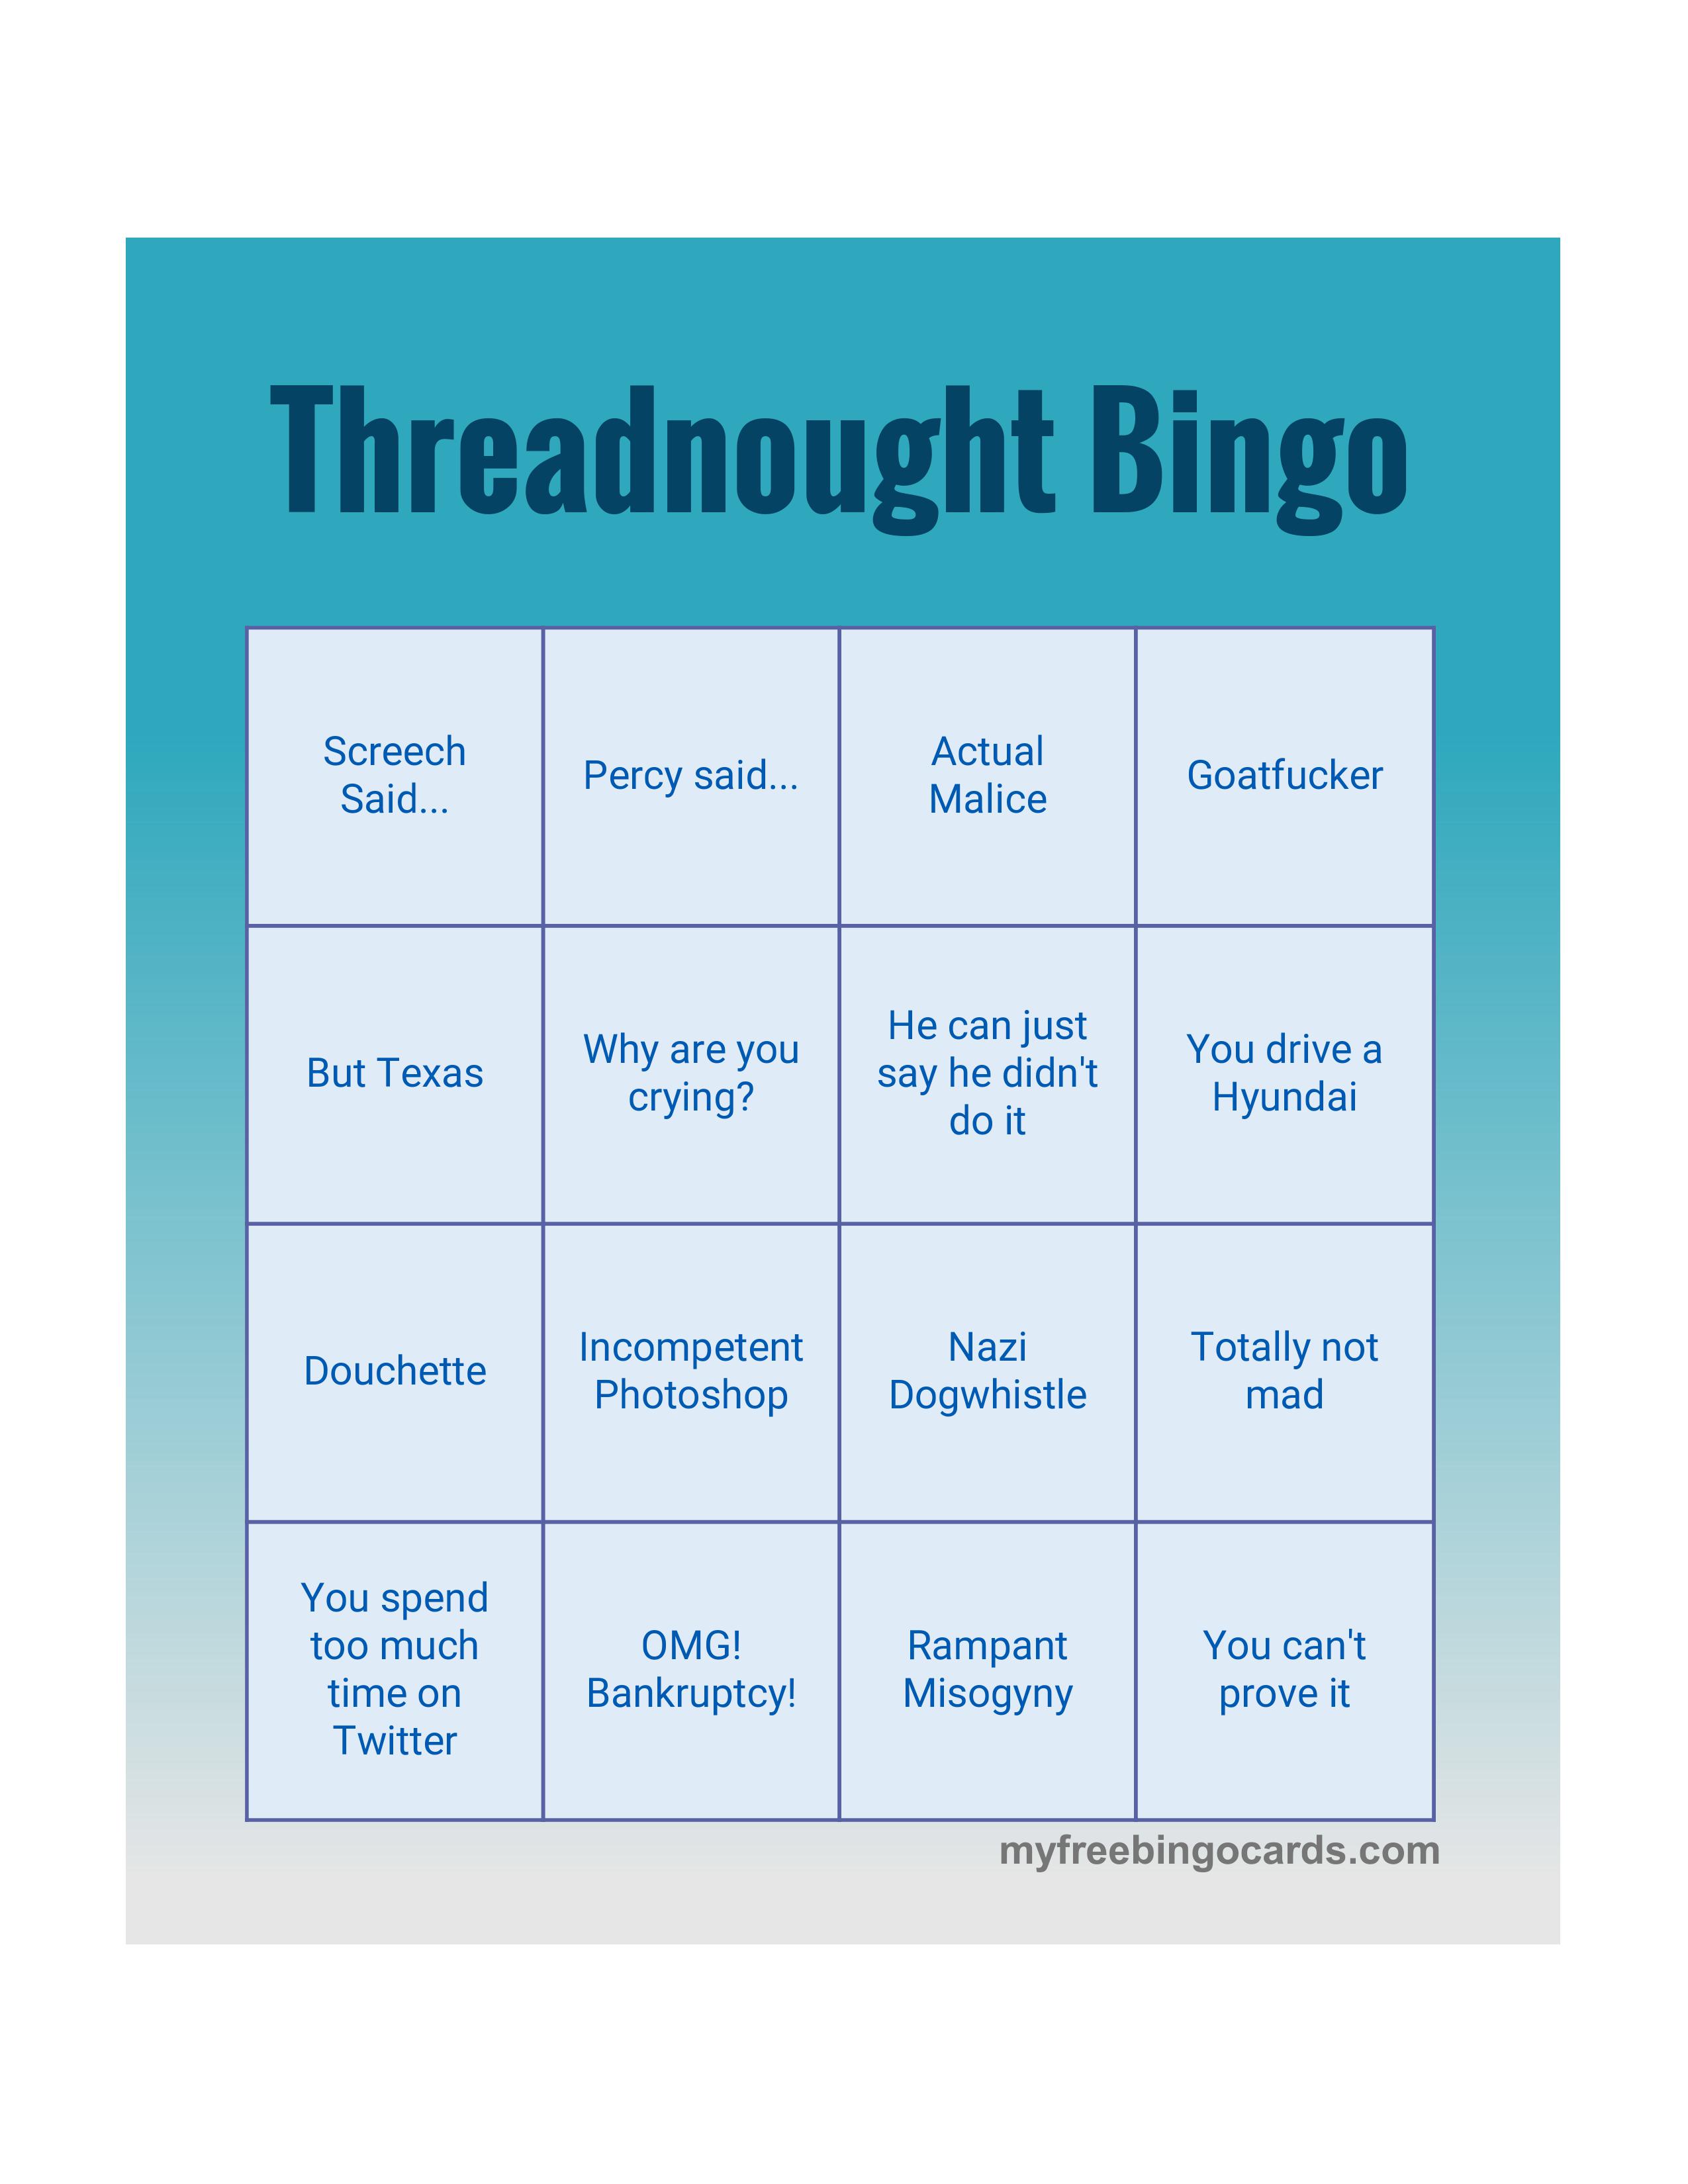 Threadnought Bingo
Screech
Said...
Percy said...
Actual
Malice
Goatfucker
But Texas
Why are you
crying?
He can just
say he didn't
do it
You drive a
Hyundai
Douchette
Incompetent
Photoshop
Nazi
Dogwhistle
Totally not
mad
You spend
too much
time on
Twitter
OMG!
Bankruptcy!
Rampant
Misogyny
You can't
prove it
myfreebingocards.com